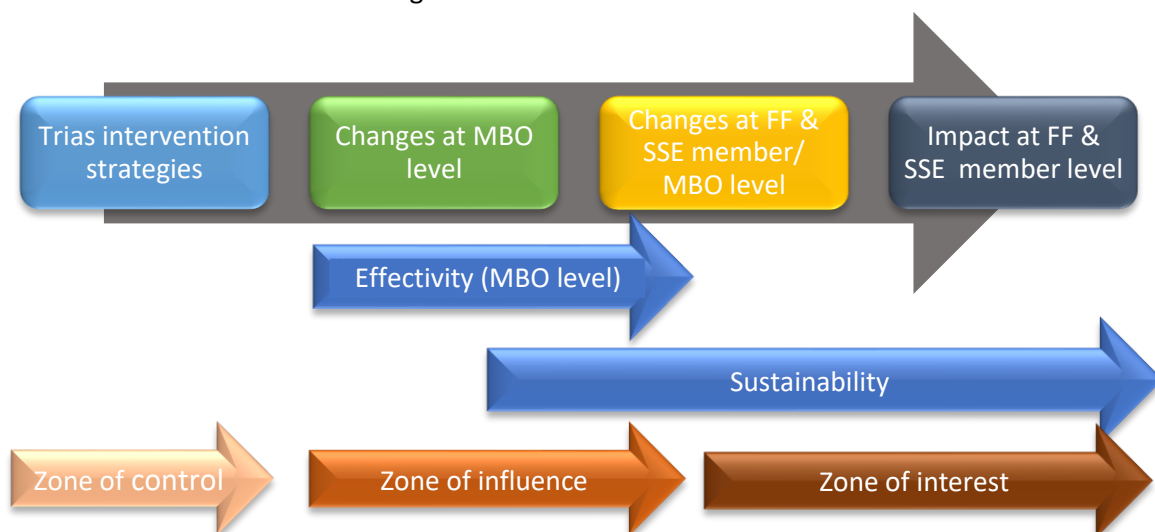 Trias intervention
strategies
Changes at MBO
level
Changes at FF &
SSE member/
MBO level
Impact at FF &
SSE member level
Effectivity (MBO level)
Sustainability
Zone of control
Zone of influence
Zone of interest